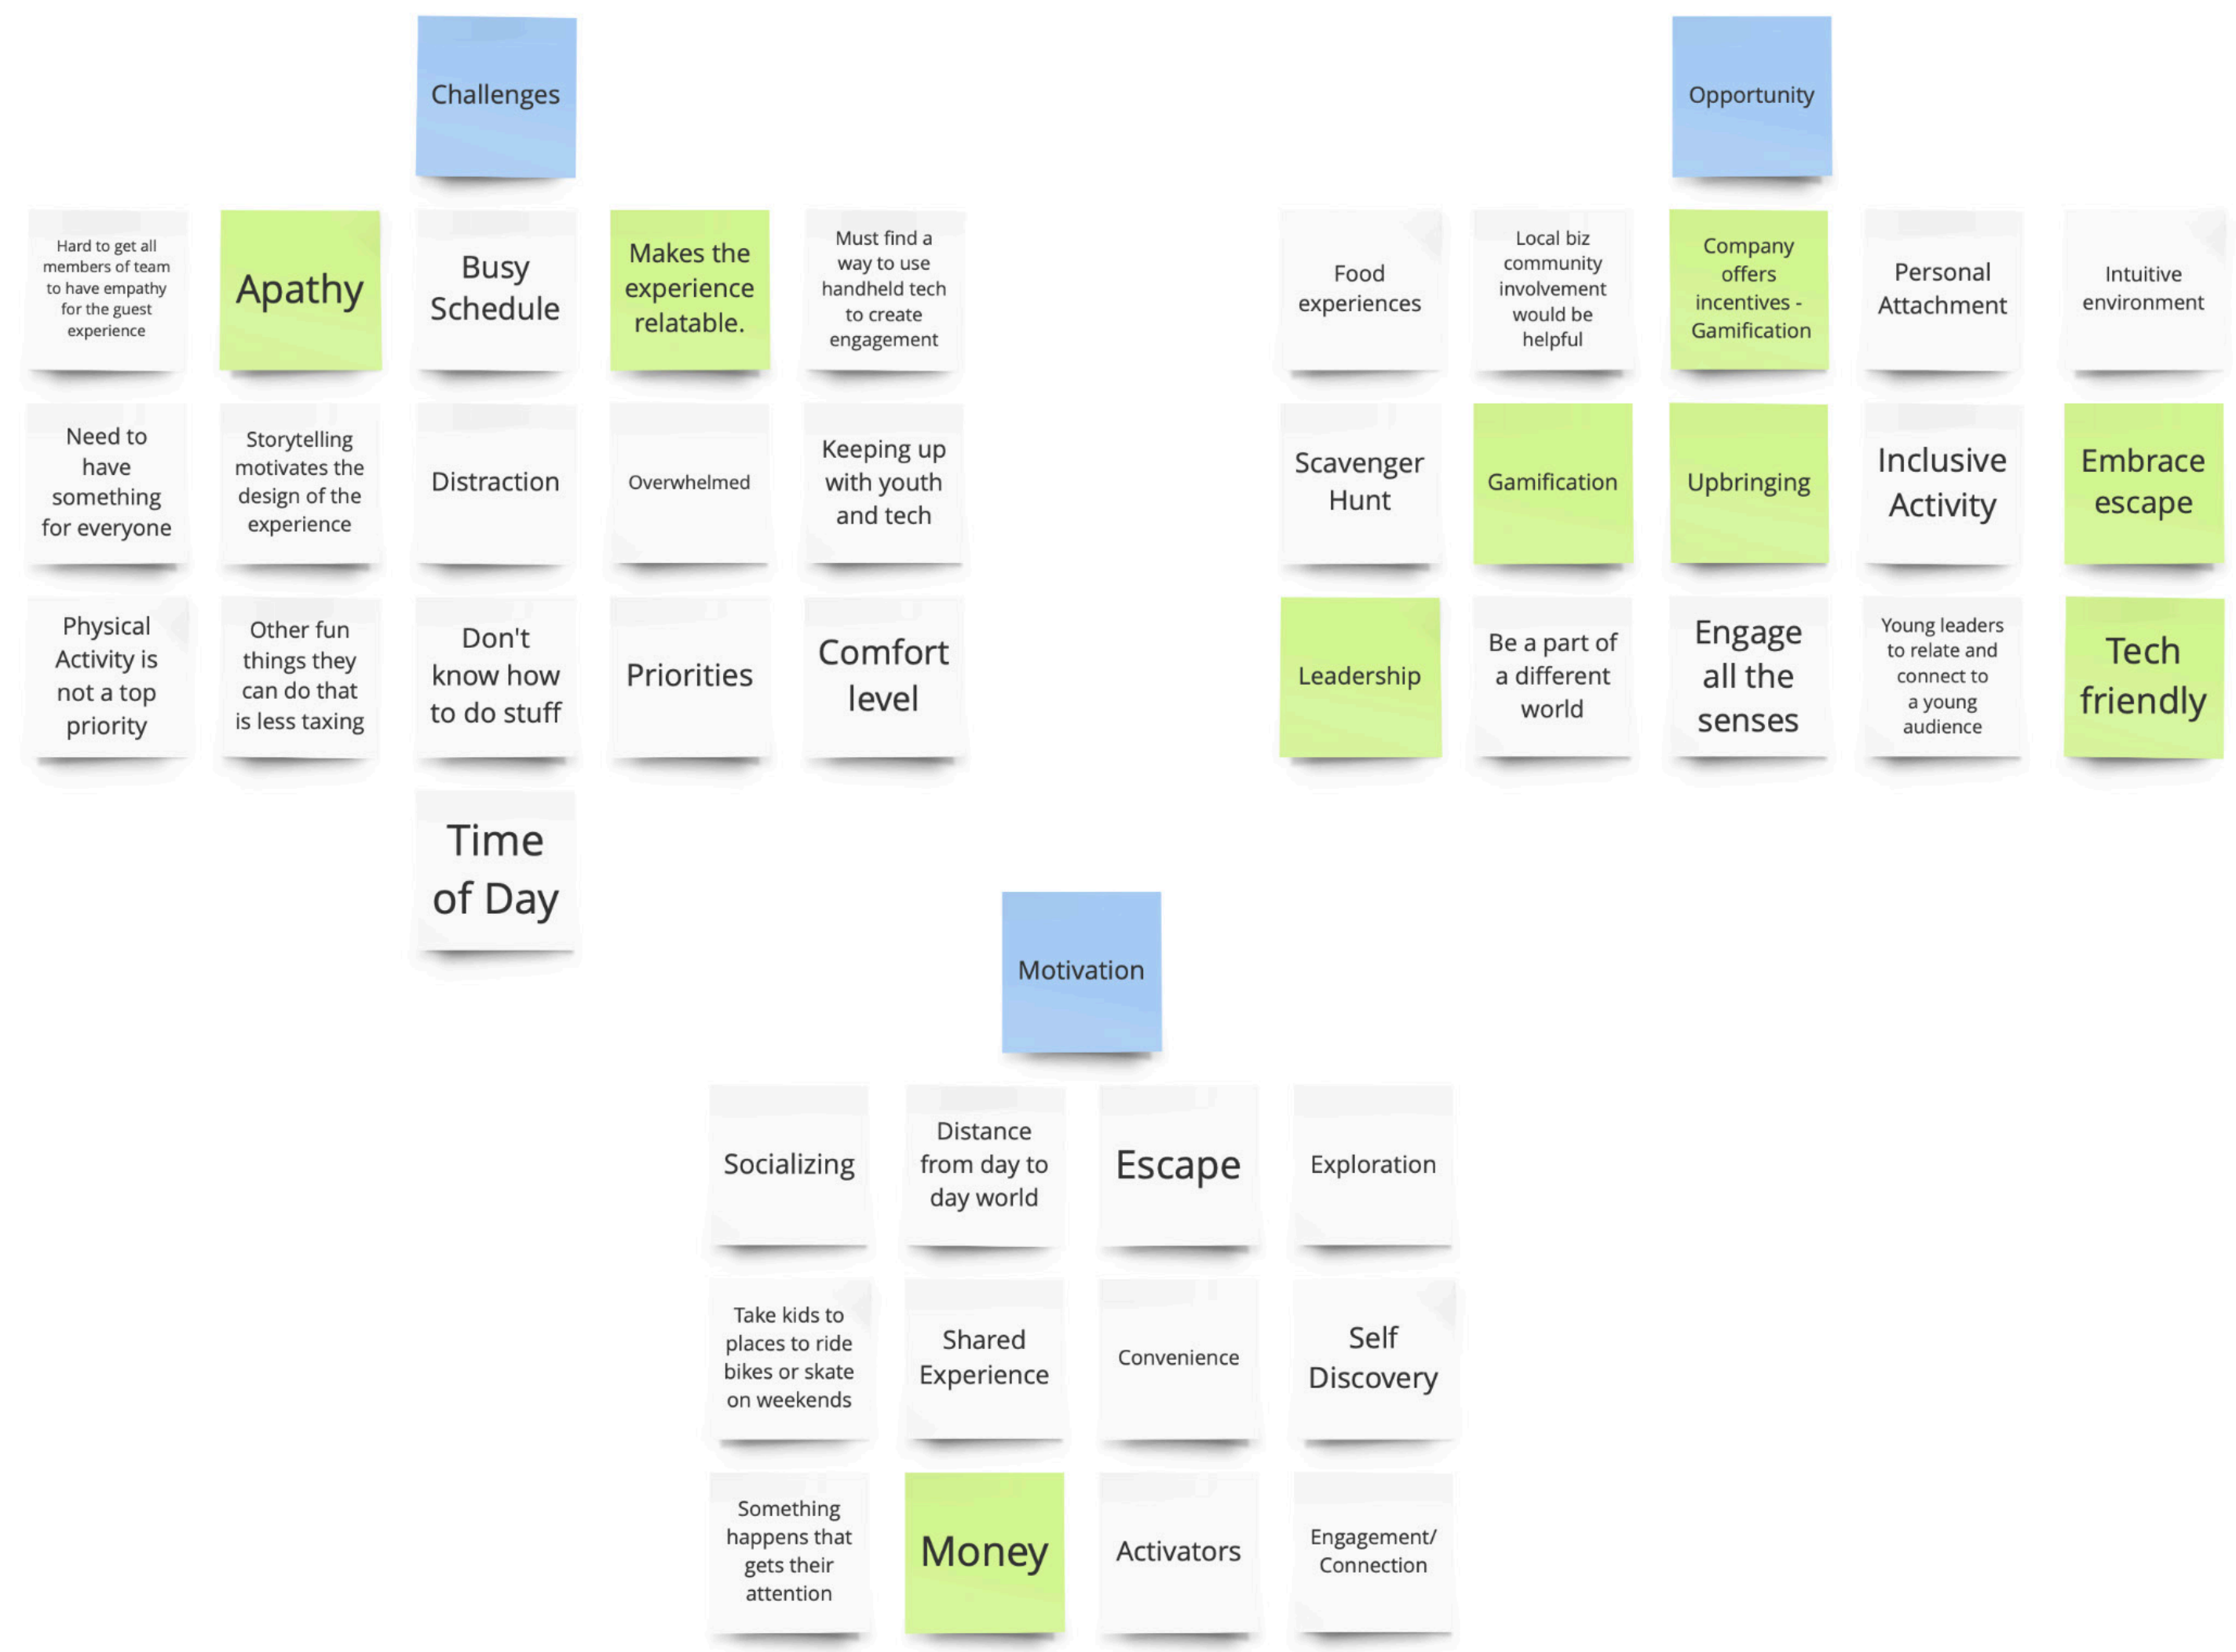 Challenges
Hard to get all
members of team
to have empathy
for the guest
experience
Apathy
Busy
Schedule
Makes the
experience
relatable.
Must find a
way to use
handheld tech
to create
engagement
Need to
have
something
for everyone
Storytelling
motivates the
design of the
experience
Distraction
Overwhelmed
Keeping up
with youth
and tech
Physical
Activity is
not a top
priority
Other fun
things they
can do that
is less taxing
Don't
know how
to do stuff
Priorities
Comfort
level
Time
of Day
Opportunity
Food
experiences
Local biz
community
involvement
would be
helpful
Company
offers
incentives -
Gamification
Personal
Attachment
Intuitive
environment
Scavenger
Hunt
Gamification
Upbringing
Inclusive
Activity
Embrace
escape
Leadership
Be a part of
a different
world
Engage
all the
senses
Young leaders
to relate and
connect to
a young
audience
Tech
friendly
Motivation
Socializing
Distance
from day to
day world
Escape
Exploration
Take kids to
places to ride
bikes or skate
on weekends
Shared
Experience
Convenience
Self
Discovery
Something
happens that
gets their
attention
Money
Activators
Engagement/
Connection